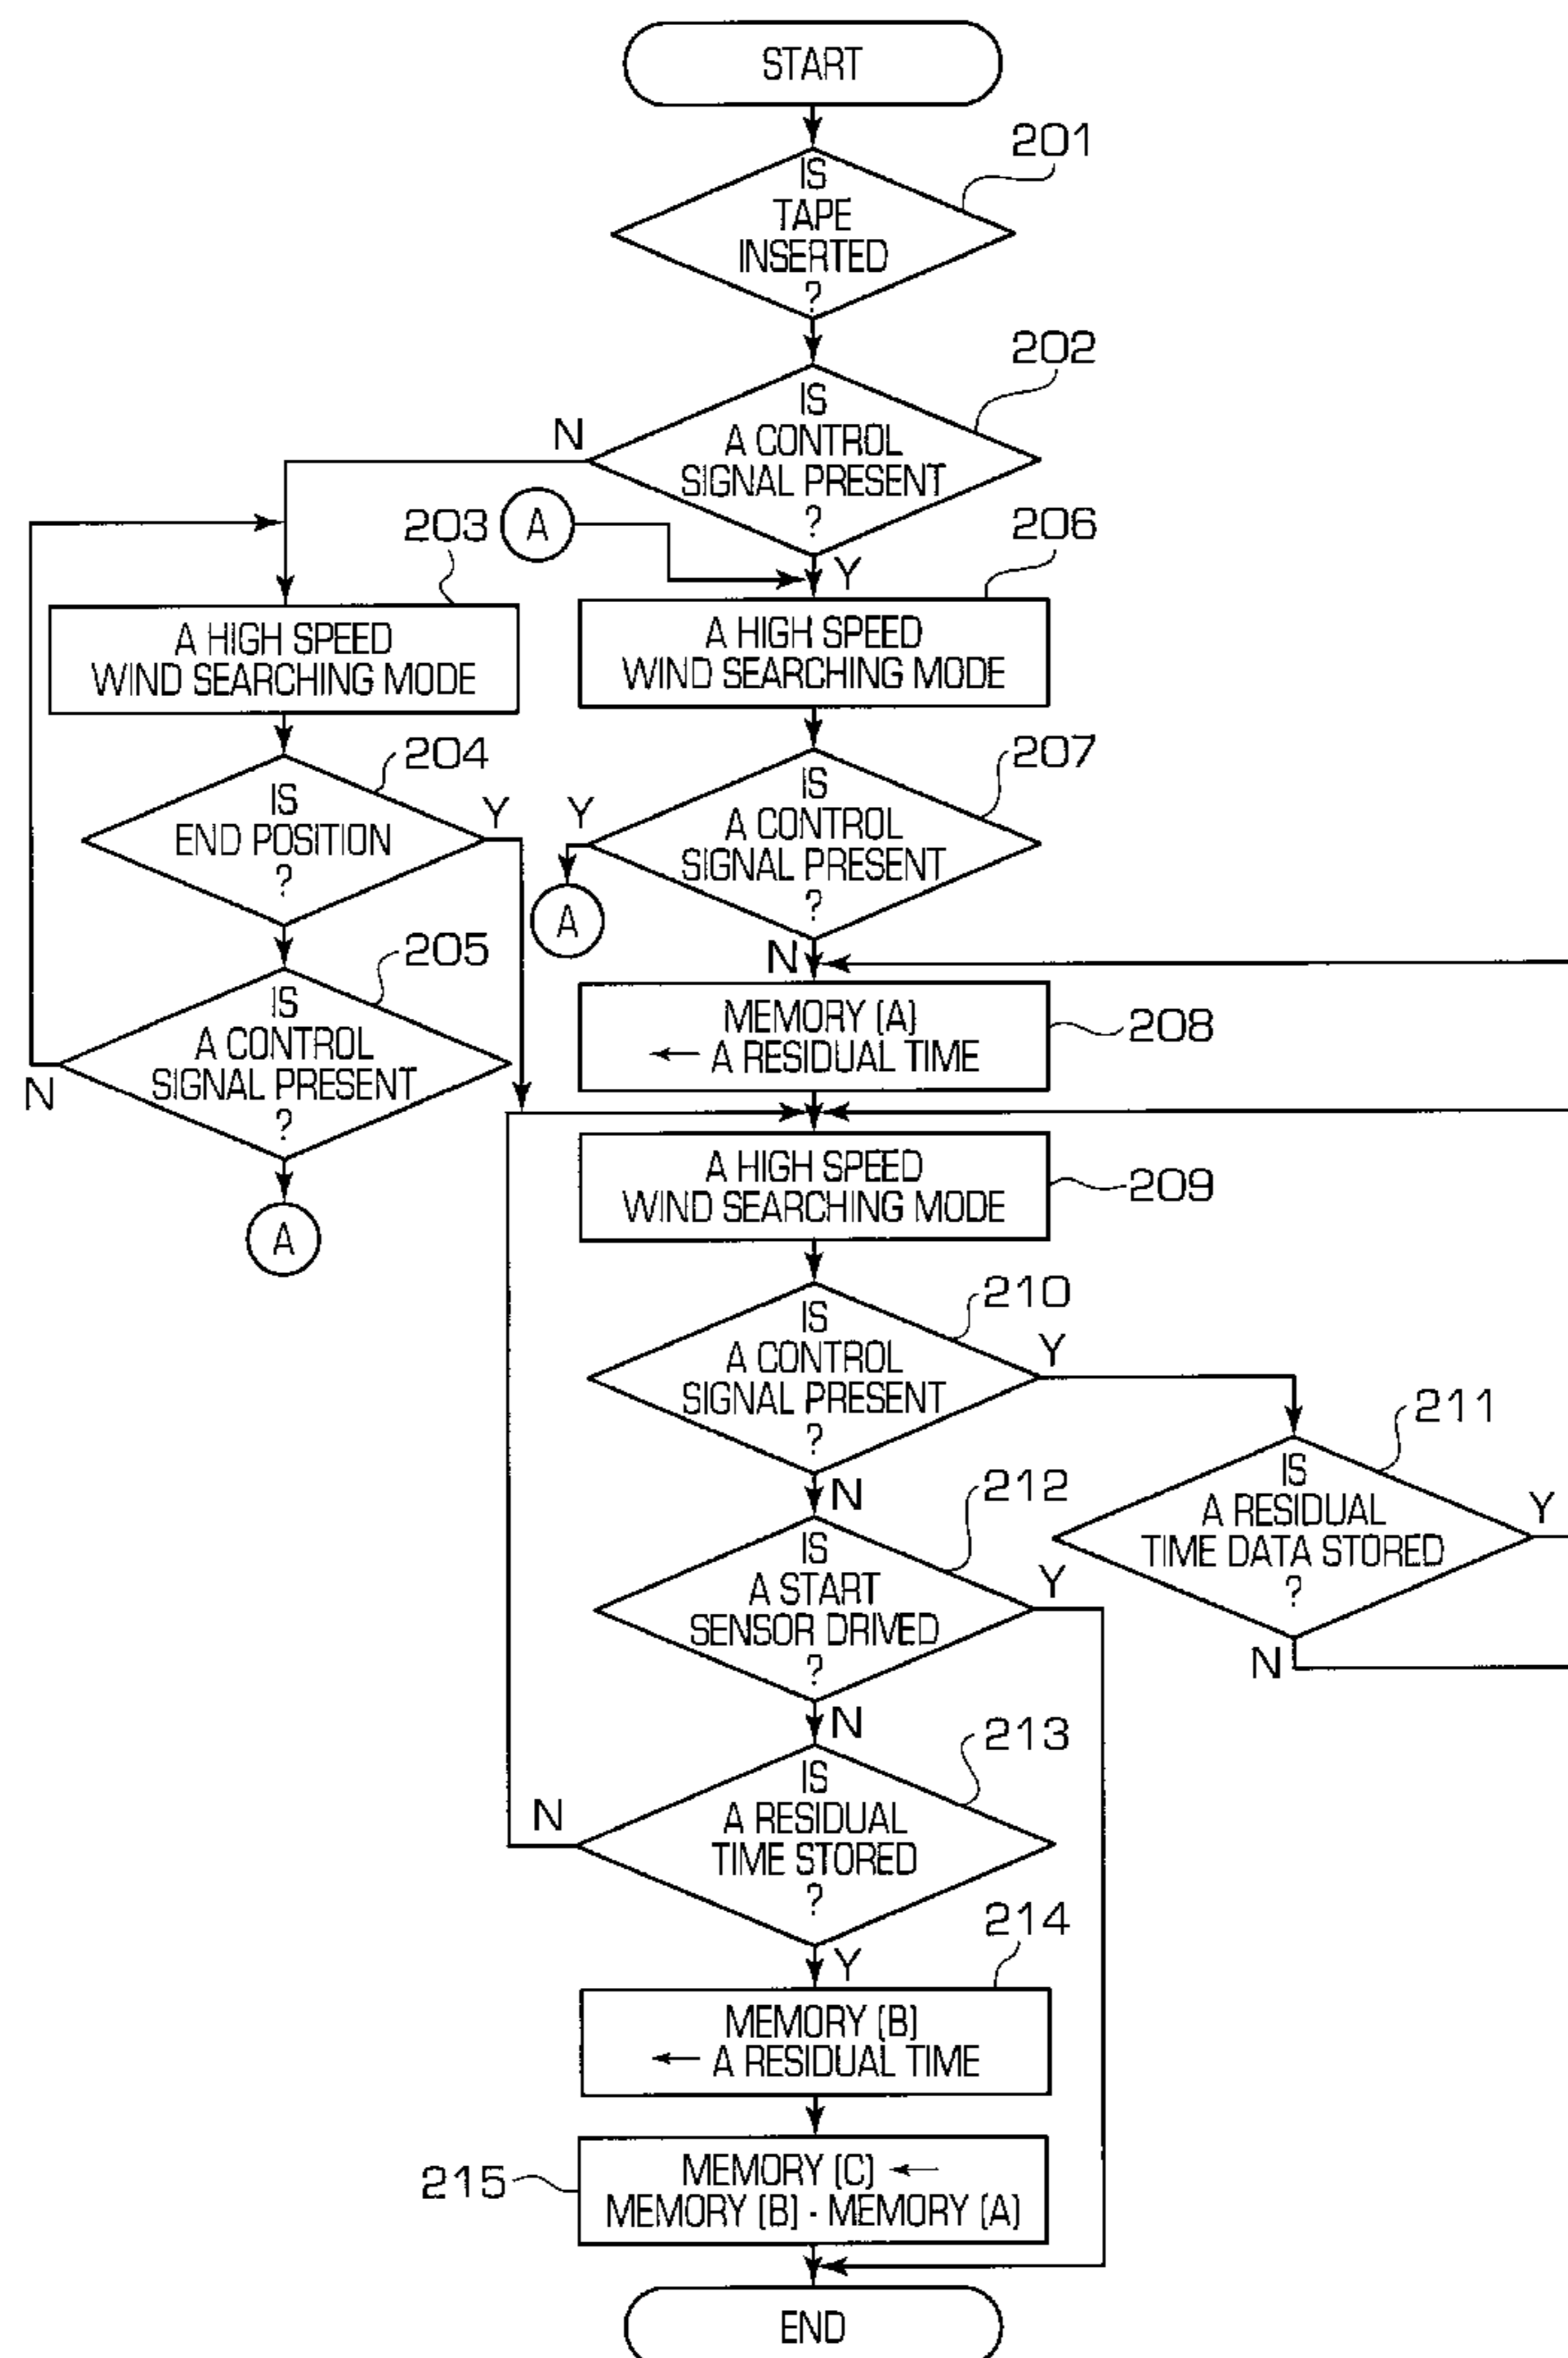 START
201
IS
TAPE
INSERTED
?
202
IS
A CONTROL
SIGNAL PRESENT
?
N
Y
A
203
A HIGH SPEED
WIND SEARCHING MODE
206
A HIGH SPEED
WIND SEARCHING MODE
204
IS
END POSITION
?
Y
205
IS
A CONTROL
SIGNAL PRESENT
?
N
A
207
IS
A CONTROL
SIGNAL PRESENT
?
Y
A
N
208
MEMORY (A)
← A RESIDUAL TIME
209
A HIGH SPEED
WIND SEARCHING MODE
210
IS
A CONTROL
SIGNAL PRESENT
?
Y
N
211
IS
A RESIDUAL
TIME DATA STORED
?
Y
N
212
IS
A START
SENSOR DRIVED
?
Y
N
213
IS
A RESIDUAL
TIME STORED
?
N
Y
214
MEMORY (B)
← A RESIDUAL TIME
215
MEMORY (C) ←
MEMORY (B) - MEMORY (A)
END